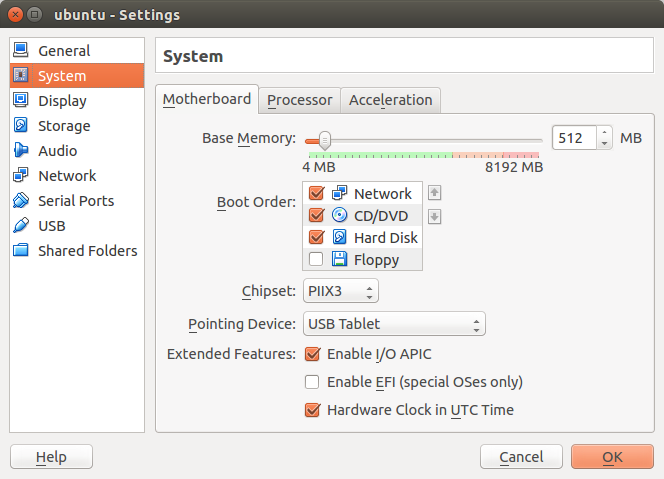 ubuntu - Settings
General
System
Display
Storage
Audio
Network
Serial Ports
USB
Shared Folders
System
Motherboard Processor Acceleration
Base Memory: 512 MB
4 MB 8192 MB
Boot Order: Network
CD/DVD
Hard Disk
Floppy
Chipset: PIIX3
Pointing Device: USB Tablet
Extended Features: Enable I/O APIC
Enable EFI (special OSes only)
Hardware Clock in UTC Time
Help Cancel OK